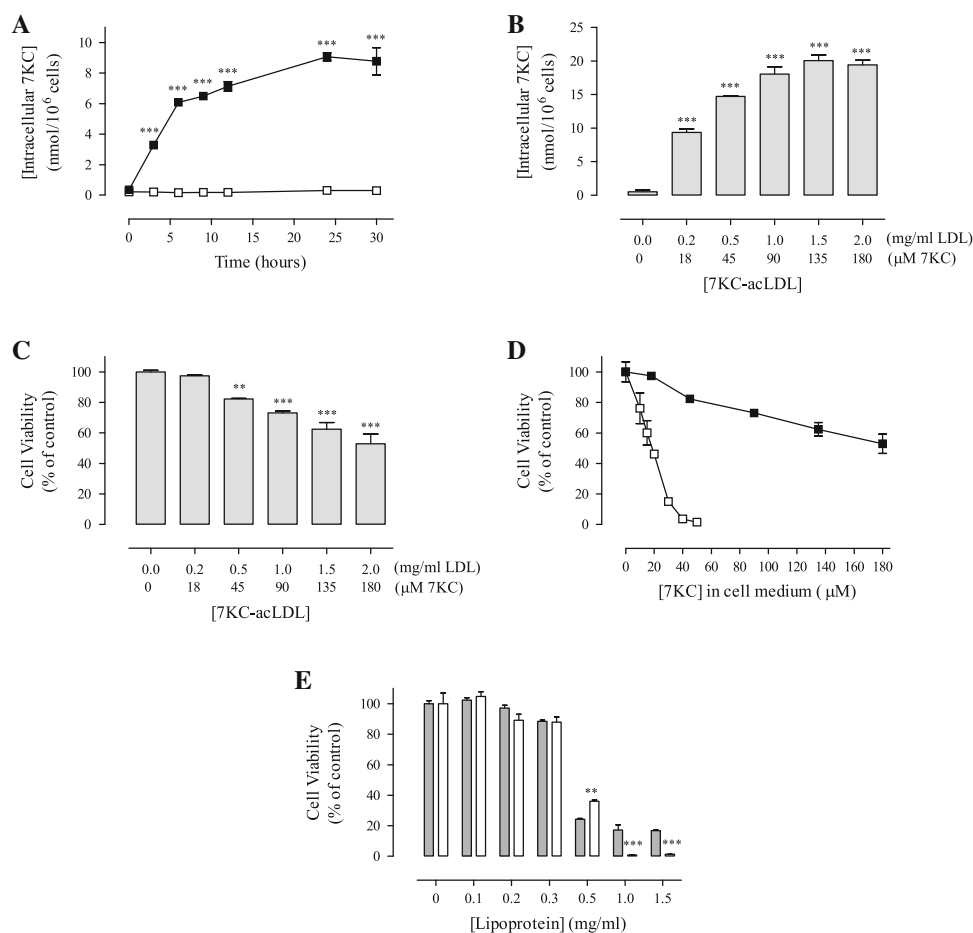 A
[Intracellular 7KC]
(nmol/10⁶ cells)
10
8
6
4
2
0
***
***
***
***
***
***
0 5 10 15 20 25 30
Time (hours)
B
[Intracellular 7KC]
(nmol/10⁶ cells)
25
20
15
10
5
0
***
***
***
***
***
0.0 0.2 0.5 1.0 1.5 2.0 (mg/ml LDL)
0 18 45 90 135 180 (µM 7KC)
[7KC-acLDL]
C
Cell Viability
(% of control)
100
80
60
40
20
0
**
***
***
***
0.0 0.2 0.5 1.0 1.5 2.0 (mg/ml LDL)
0 18 45 90 135 180 (µM 7KC)
[7KC-acLDL]
D
Cell Viability
(% of control)
100
80
60
40
20
0
0 20 40 60 80 100 120 140 160 180
[7KC] in cell medium ( µM)
E
Cell Viability
(% of control)
100
80
60
40
20
0
**
***
***
0 0.1 0.2 0.3 0.5 1.0 1.5
[Lipoprotein] (mg/ml)